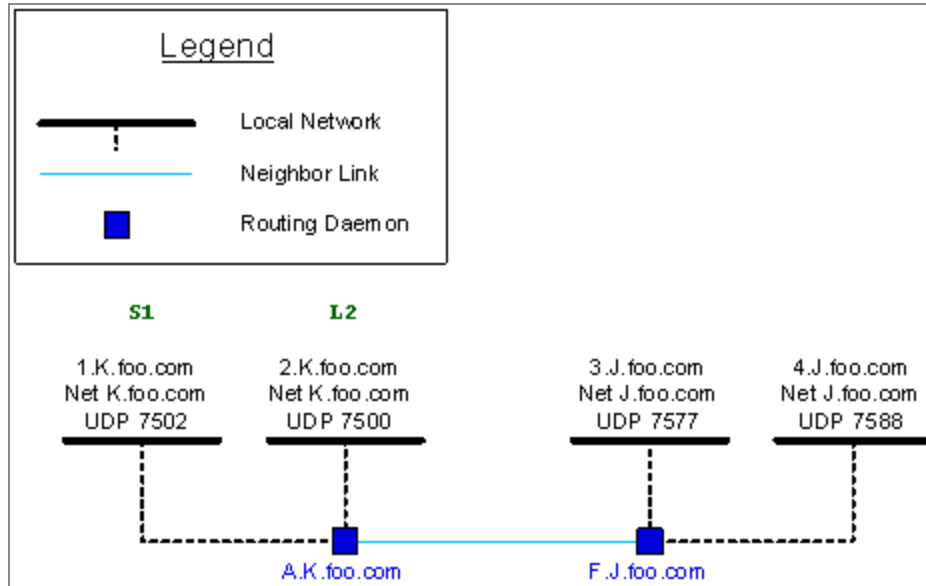 Legend
Local Network
Neighbor Link
Routing Daemon
S1
L2
1.K.foo.com
Net K.foo.com
UDP 7502
2.K.foo.com
Net K.foo.com
UDP 7500
3.J.foo.com
Net J.foo.com
UDP 7577
4.J.foo.com
Net J.foo.com
UDP 7588
A.K.foo.com
F.J.foo.com